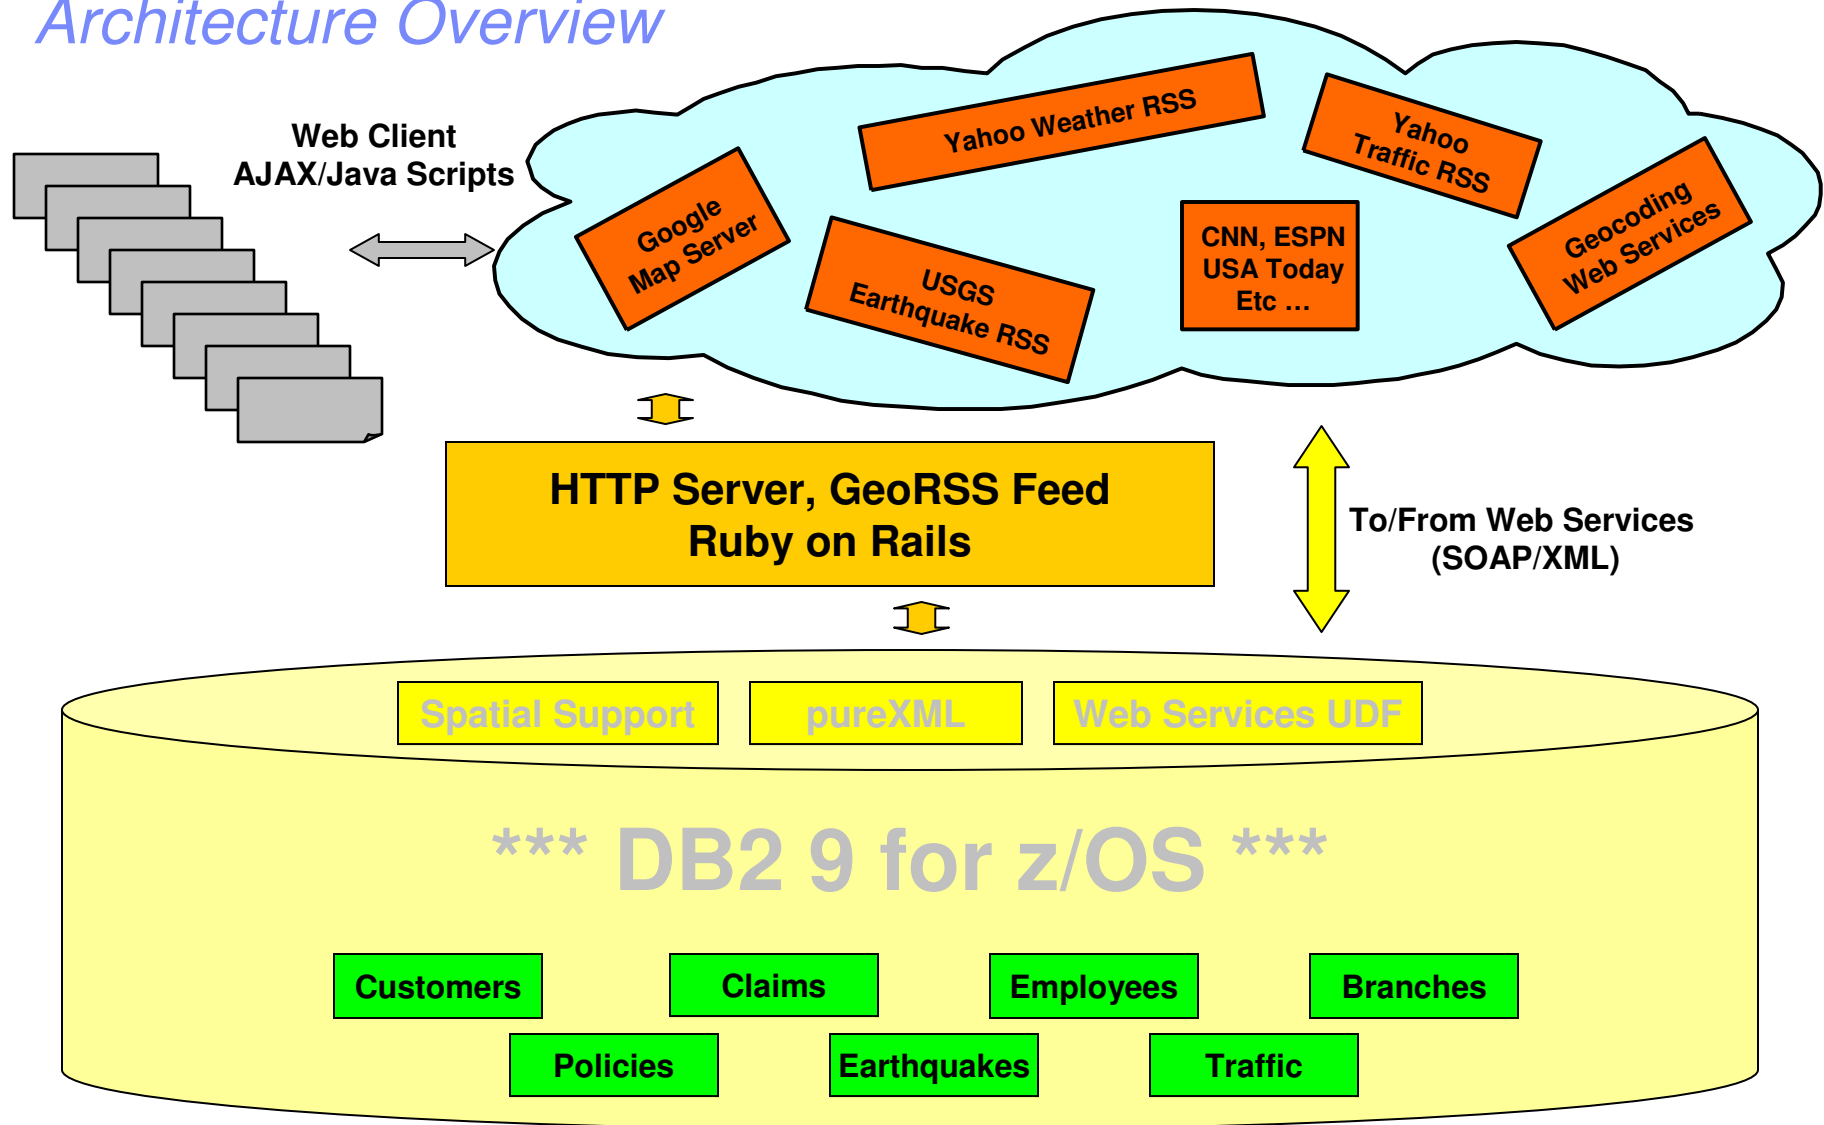 Architecture Overview
Web Client
AJAX/Java Scripts
Yahoo Weather RSS
Yahoo
Traffic RSS
Google
Map Server
USGS
Earthquake RSS
CNN, ESPN
USA Today
Etc …
Geocoding
Web Services
HTTP Server, GeoRSS Feed
Ruby on Rails
To/From Web Services
(SOAP/XML)
Spatial Support
pureXML
Web Services UDF
*** DB2 9 for z/OS ***
Customers
Claims
Employees
Branches
Policies
Earthquakes
Traffic